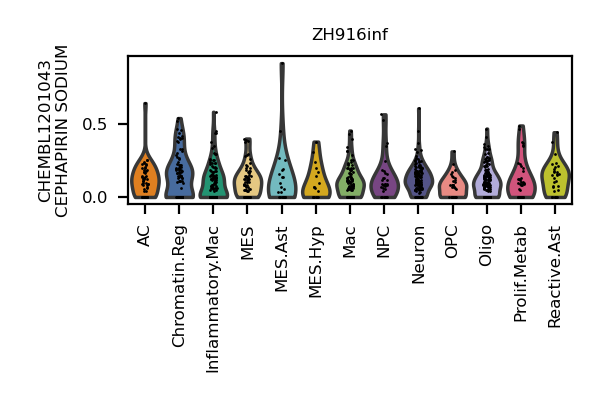 ZH916inf
CHEMBL1201043
CEPHAPIRIN SODIUM
0.5
0.0
AC
Chromatin.Reg
Inflammatory.Mac
MES
MES.Ast
MES.Hyp
Mac
NPC
Neuron
OPC
Oligo
Prolif.Metab
Reactive.Ast